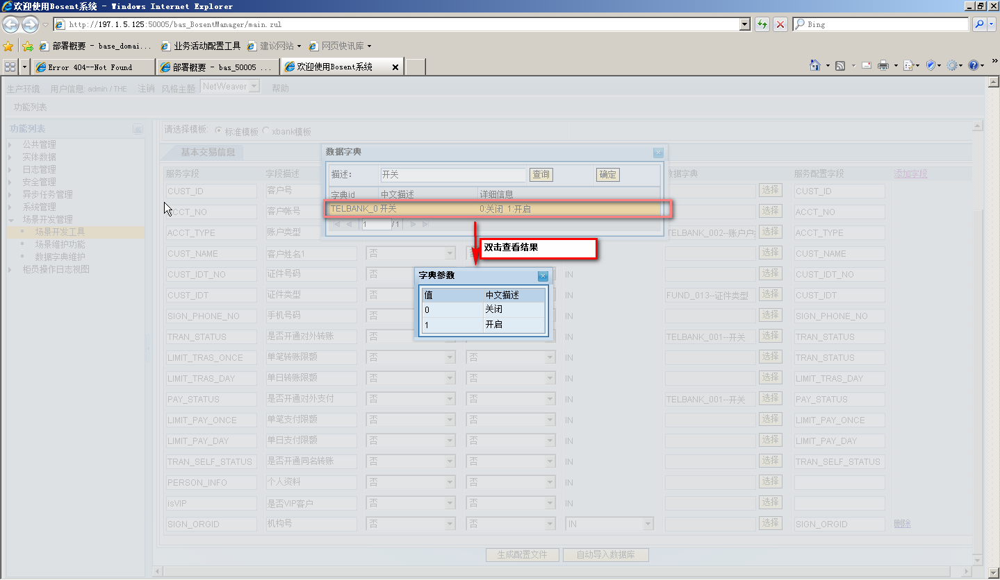 欢迎使用Bosent系统 - Windows Internet Explorer
http://197.1.5.125:50005/bas_BosentManager/main.zul
Bing
部署概要 - base_domai... 业务活动配置工具 建议网站 网页快讯库
Error 404--Not Found 部署概要 - bas_50005 ... 欢迎使用Bosent系统
生产环境 用户信息: admin / THE 注销 风格主题 NetWeaver 帮助
功能列表
功能列表
公共管理
实体数据
日志管理
安全管理
异步任务管理
系统管理
场景开发管理
场景开发工具
场景维护功能
数据字典维护
柜员操作日志视图
请选择模板: 标准模板 xbank模板
基本交易信息
数据字典
描述: 开关 查询 确定
字典id 中文描述 详细信息
TELBANK_0 开关 0:关闭 1:开启
1 / 1
双击查看结果
字典参数
值 中文描述
0 关闭
1 开启
服务字段 字段描述 数据字典 服务配置字段 添加字段
CUST_ID 客户号 选择 CUST_ID
ACCT_NO 客户帐号 选择 ACCT_NO
ACCT_TYPE 账户类型 TELBANK_002--账户户 选择 ACCT_TYPE
CUST_NAME 客户姓名1 否 选择 CUST_NAME
CUST_IDT_NO 证件号码 否 IN 选择 CUST_IDT_NO
CUST_IDT 证件类型 否 IN FUND_013--证件类型 选择 CUST_IDT
SIGN_PHONE_NO 手机号码 否 IN 选择 SIGN_PHONE_NO
TRAN_STATUS 是否开通对外转账 否 IN TELBANK_001--开关 选择 TRAN_STATUS
LIMIT_TRAS_ONCE 单笔转账限额 否 否 IN 选择 TRAN_STATUS
LIMIT_TRAS_DAY 单日转账限额 否 否 IN 选择 LIMIT_TRAS_DAY
PAY_STATUS 是否开通对外支付 否 否 IN TELBANK_001--开关 选择 PAY_STATUS
LIMIT_PAY_ONCE 单笔支付限额 否 否 IN 选择 LIMIT_PAY_ONCE
LIMIT_PAY_DAY 单日支付限额 否 否 IN 选择 LIMIT_PAY_DAY
TRAN_SELF_STATUS 是否开通同名转账 否 否 IN 选择 TRAN_SELF_STATUS
PERSON_INFO 个人资料 否 否 IN 选择
isVIP 是否VIP客户 否 否 IN 选择
SIGN_ORGID 机构号 否 否 IN 选择 SIGN_ORGID 删除
生成配置文件 自动导入数据库